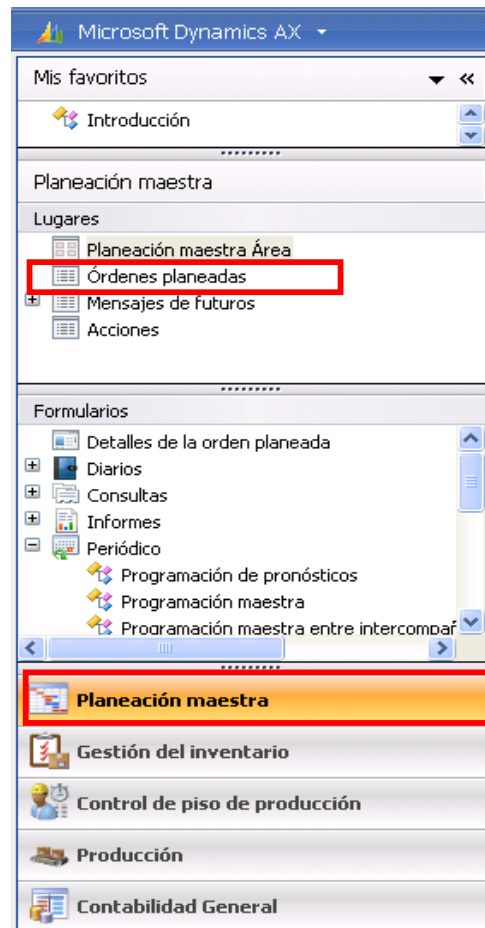 Microsoft Dynamics AX
Mis favoritos
Introducción
Planeación maestra
Lugares
Planeación maestra Área
Órdenes planeadas
Mensajes de futuros
Acciones
Formularios
Detalles de la orden planeada
Diarios
Consultas
Informes
Periódico
Programación de pronósticos
Programación maestra
Programación maestra entre intercompañ
Planeación maestra
Gestión del inventario
Control de piso de producción
Producción
Contabilidad General